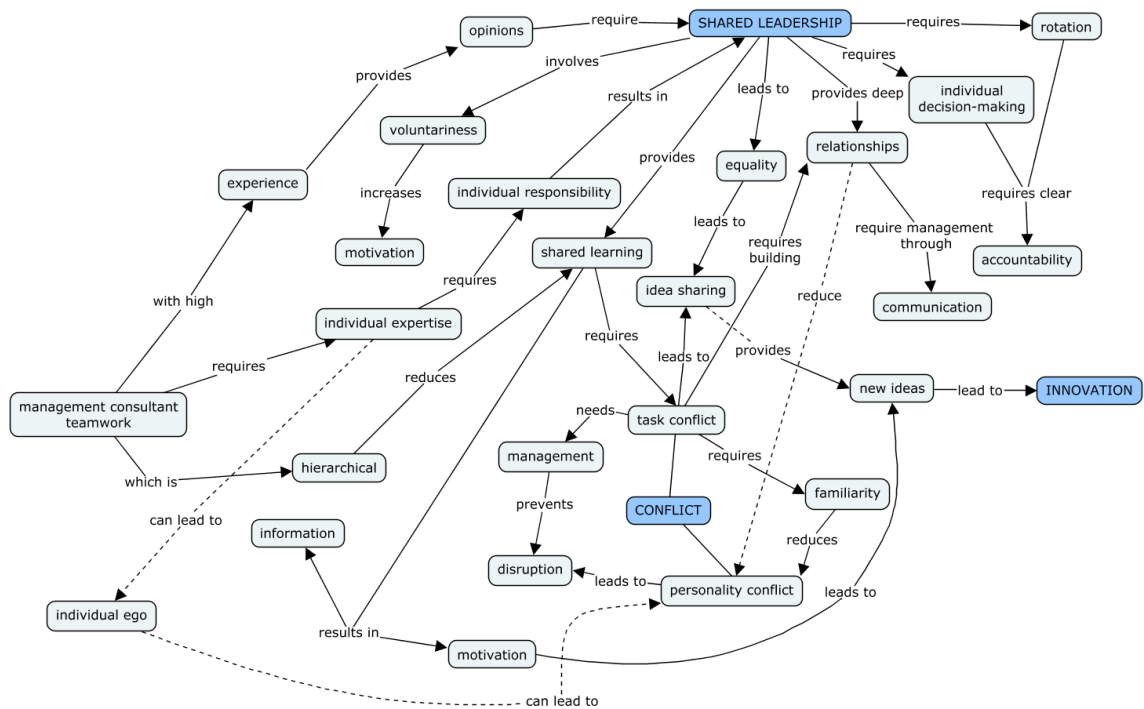 require
SHARED LEADERSHIP
requires
rotation
opinions
involves
requires
provides
results in
leads to
provides deep
individual
decision-making
voluntariness
relationships
provides
equality
experience
increases
individual responsibility
requires clear
leads to
require management
through
motivation
shared learning
requires
building
accountability
requires
idea sharing
reduce
with high
communication
individual expertise
requires
provides
leads to
requires
reduces
new ideas
lead to
INNOVATION
management consultant
teamwork
needs
task conflict
management
requires
hierarchical
which is
familiarity
prevents
CONFLICT
can lead to
information
reduces
disruption
leads to
personality conflict
leads to
individual ego
results in
motivation
can lead to